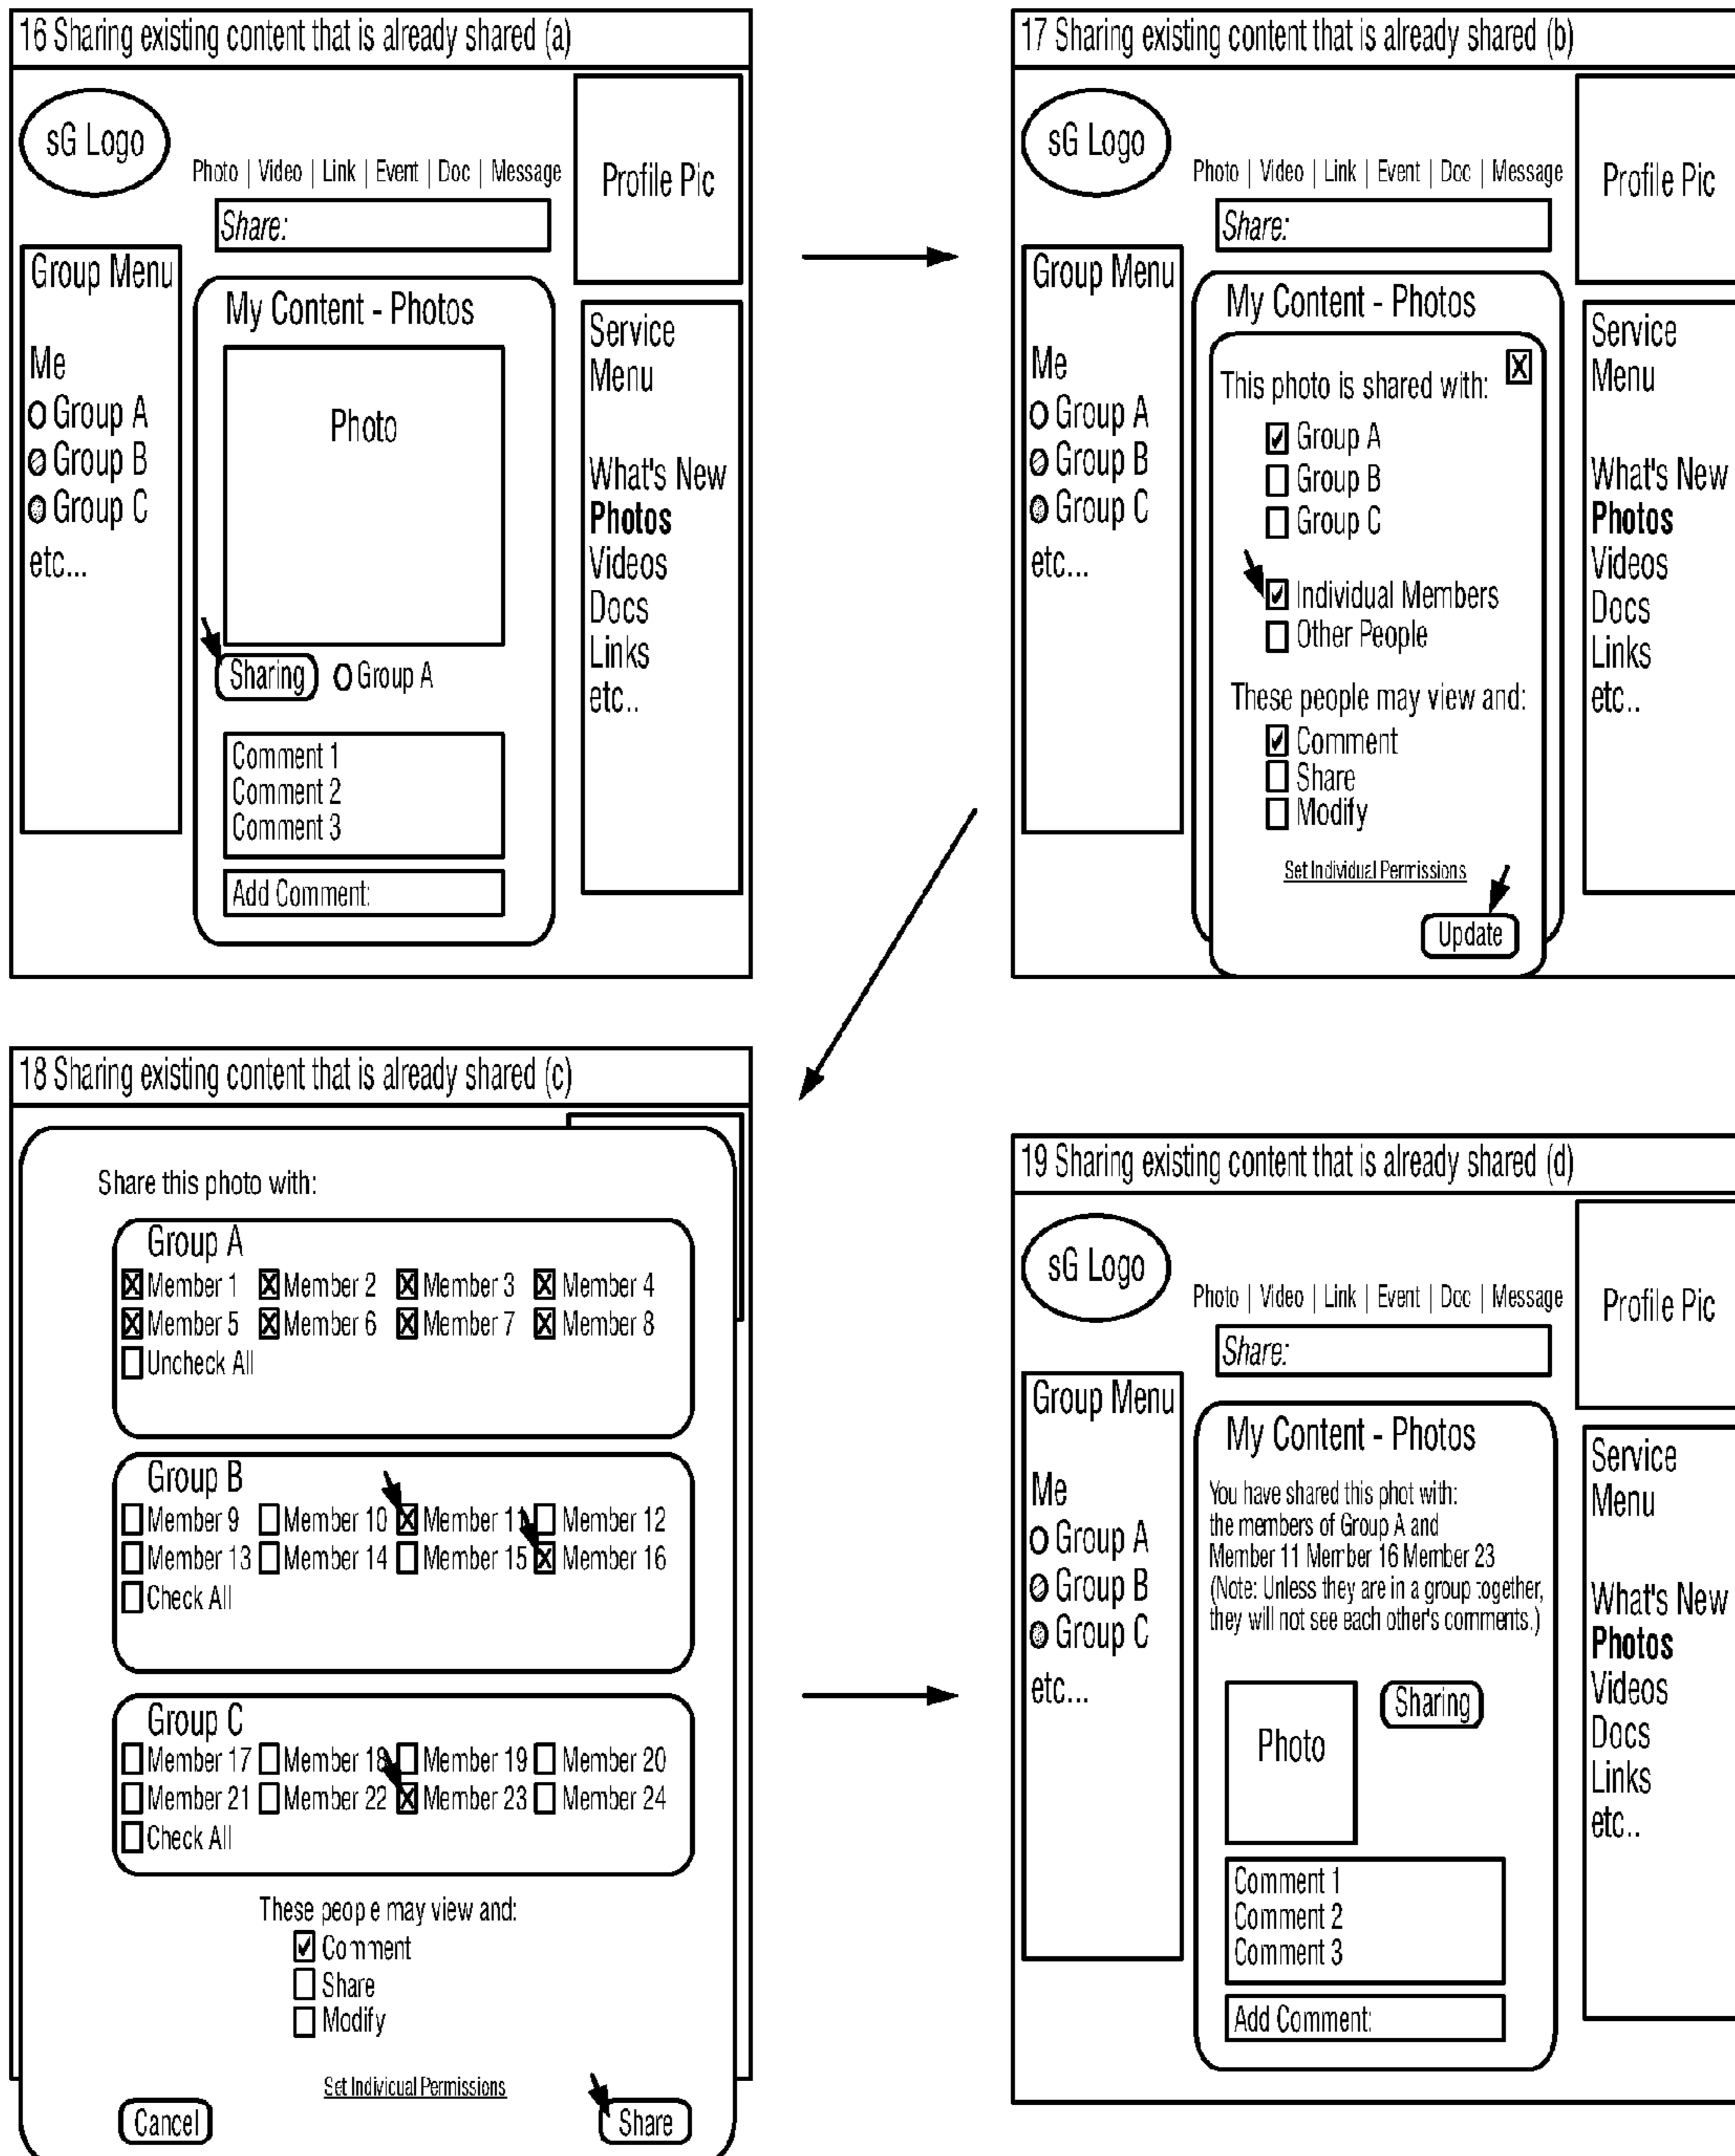 16 Sharing existing content that is already shared (a)
sG Logo
Photo | Video | Link | Event | Doc | Message
Share:
Profile Pic
Group Menu
Me
Group A
Group B
Group C
etc...
My Content - Photos
Photo
Sharing
Group A
Comment 1
Comment 2
Comment 3
Add Comment:
Service
Menu
What's New
Photos
Videos
Docs
Links
etc..
17 Sharing existing content that is already shared (b)
sG Logo
Photo | Video | Link | Event | Doc | Message
Share:
Profile Pic
Group Menu
Me
Group A
Group B
Group C
etc...
My Content - Photos
This photo is shared with:
Group A
Group B
Group C
Individual Members
Other People
These people may view and:
Comment
Share
Modify
Set Individual Permissions
Update
Service
Menu
What's New
Photos
Videos
Docs
Links
etc..
18 Sharing existing content that is already shared (c)
Share this photo with:
Group A
Member 1 Member 2 Member 3 Member 4
Member 5 Member 6 Member 7 Member 8
Uncheck All
Group B
Member 9 Member 10 Member 11 Member 12
Member 13 Member 14 Member 15 Member 16
Check All
Group C
Member 17 Member 18 Member 19 Member 20
Member 21 Member 22 Member 23 Member 24
Check All
These people may view and:
Comment
Share
Modify
Set Individual Permissions
Cancel
Share
19 Sharing existing content that is already shared (d)
sG Logo
Photo | Video | Link | Event | Doc | Message
Share:
Profile Pic
Group Menu
Me
Group A
Group B
Group C
etc...
My Content - Photos
You have shared this phot with:
the members of Group A and
Member 11 Member 16 Member 23
(Note: Unless they are in a group together,
they will not see each other's comments.)
Photo
Sharing
Comment 1
Comment 2
Comment 3
Add Comment:
Service
Menu
What's New
Photos
Videos
Docs
Links
etc..